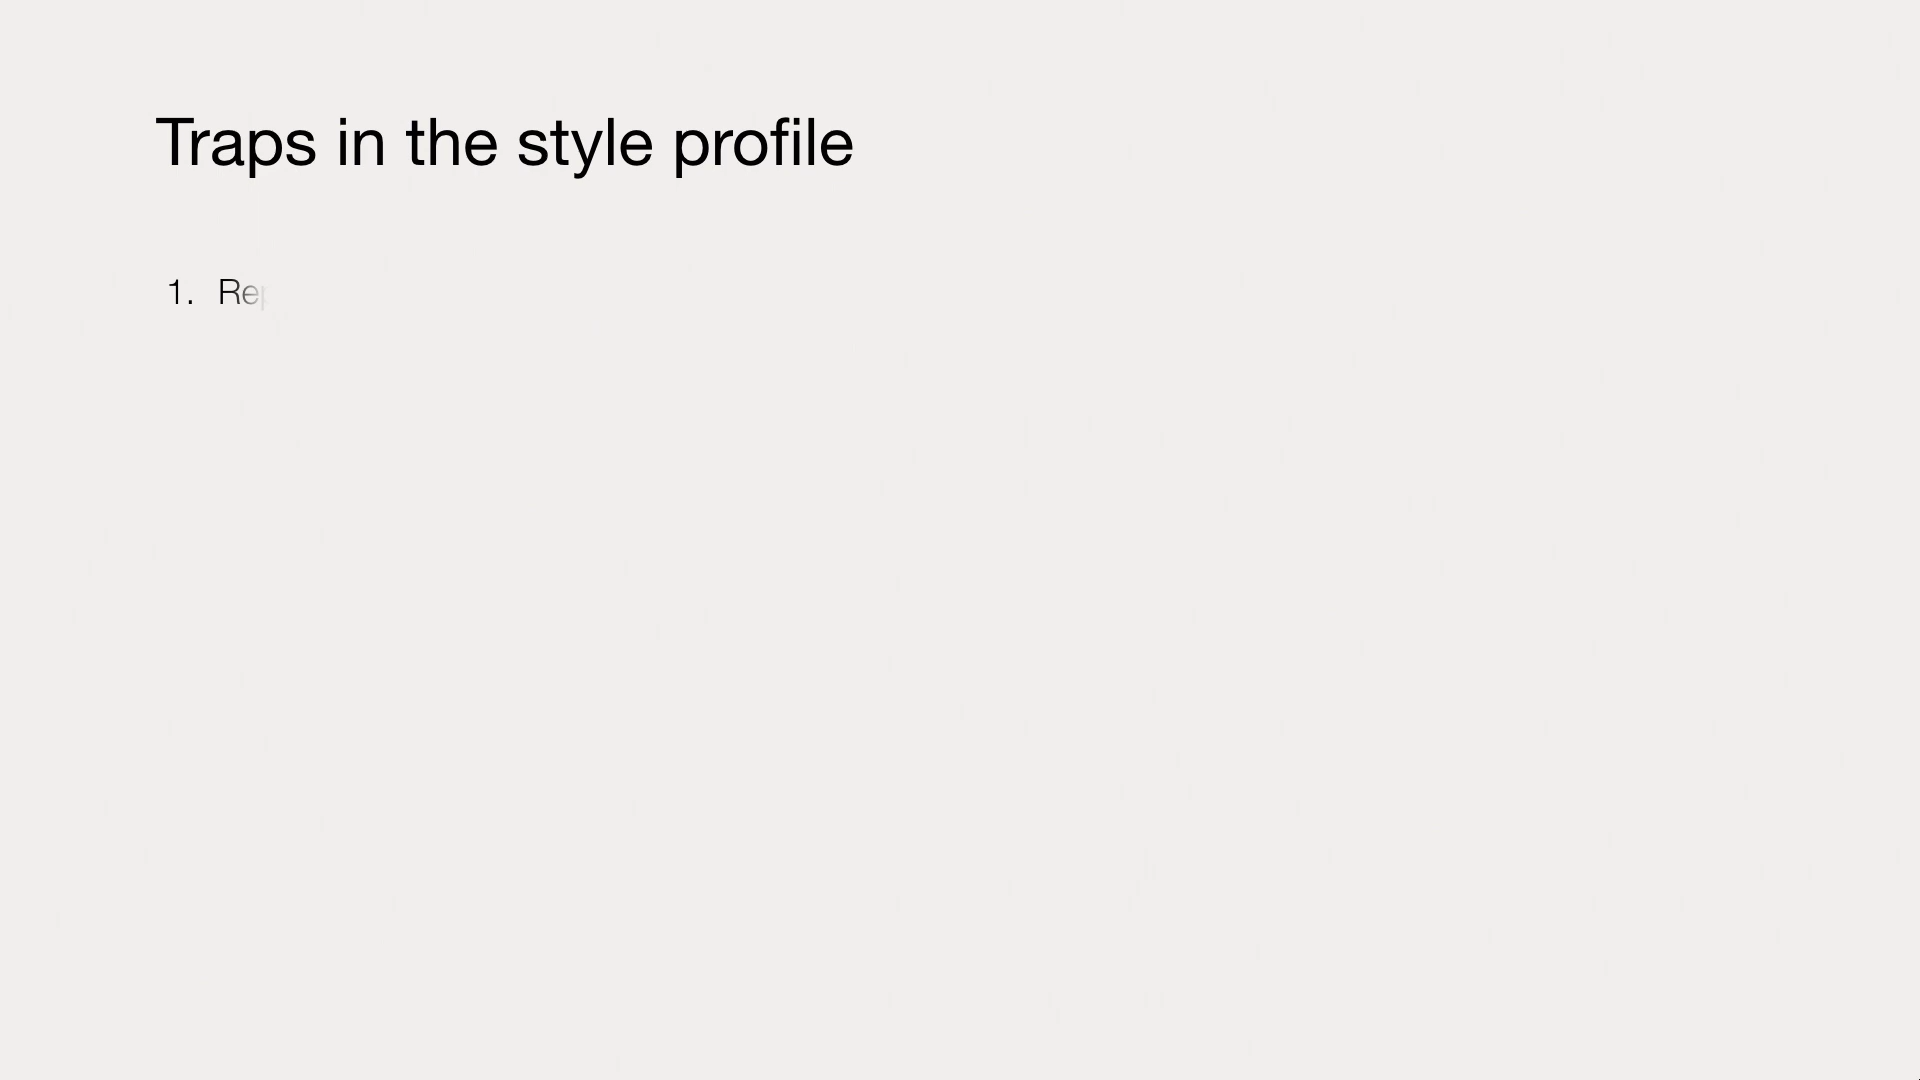 Traps in the style profile
1. Re